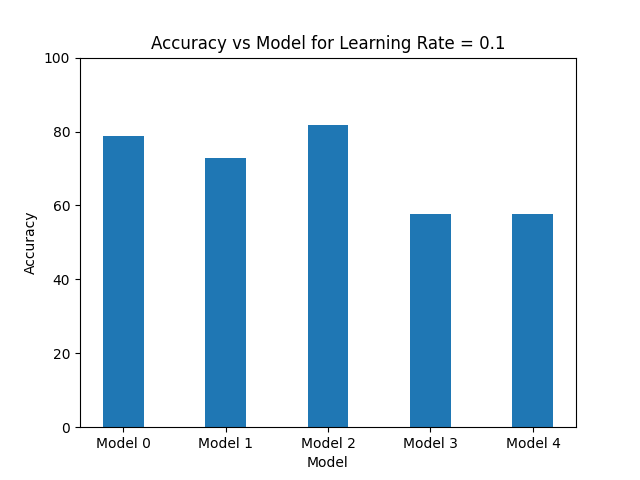 Accuracy vs Model for Learning Rate = 0.1
100
80
60
40
20
0
Accuracy
Model 0 Model 1 Model 2 Model 3 Model 4
Model